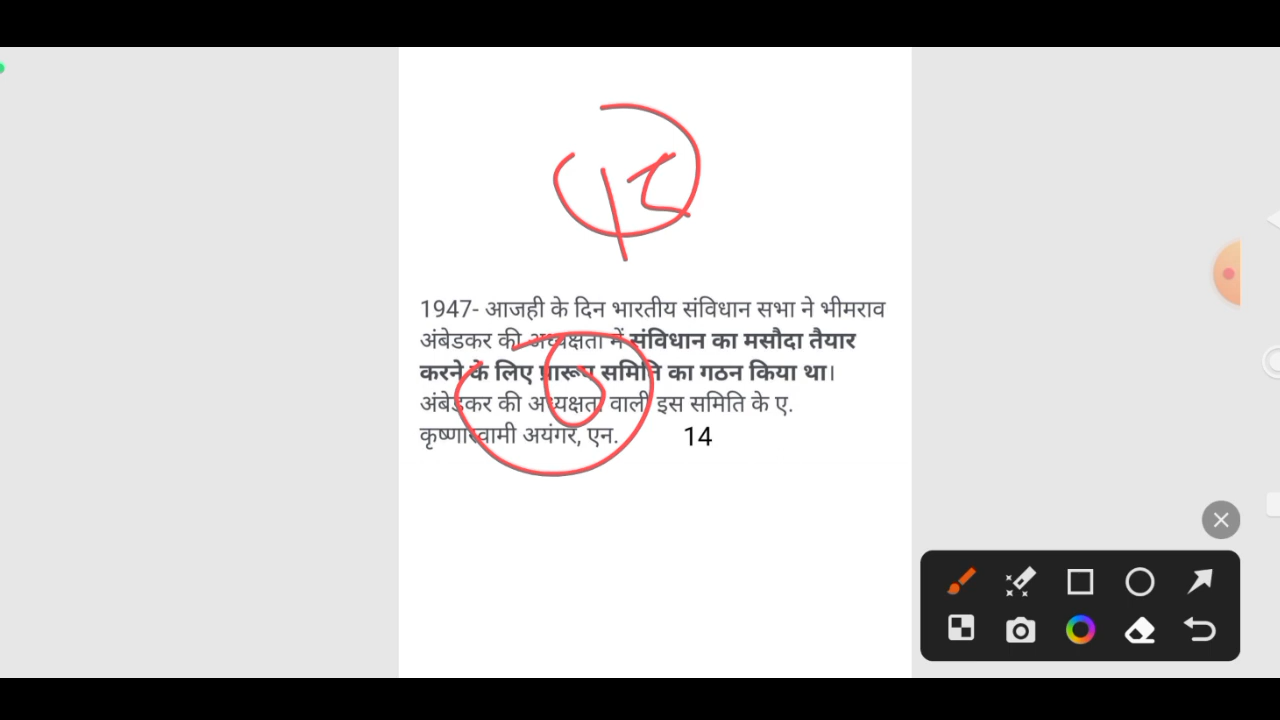 1947- आजही के दिन भारतीय संविधान सभा ने भीमराव
अंबेडकर की अध्यक्षता में संविधान का मसौदा तैयार
करने के लिए प्रारूप समिति का गठन किया था।
अंबेडकर की अध्यक्षता वाली इस समिति के ए.
कृष्णास्वामी अयंगर, एन. 14